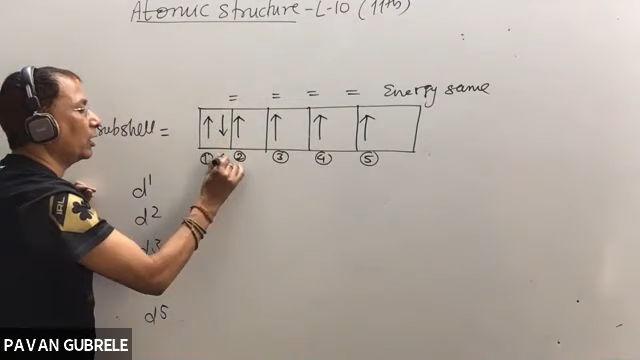 Atomic structure - L-10 (11th)
= = = = Energy same
subshell = ↑↓ ↑ ↑ ↑ ↑
① ② ③ ④ ⑤
d¹
d²
d³
d⁵
PAVAN GUBRELE